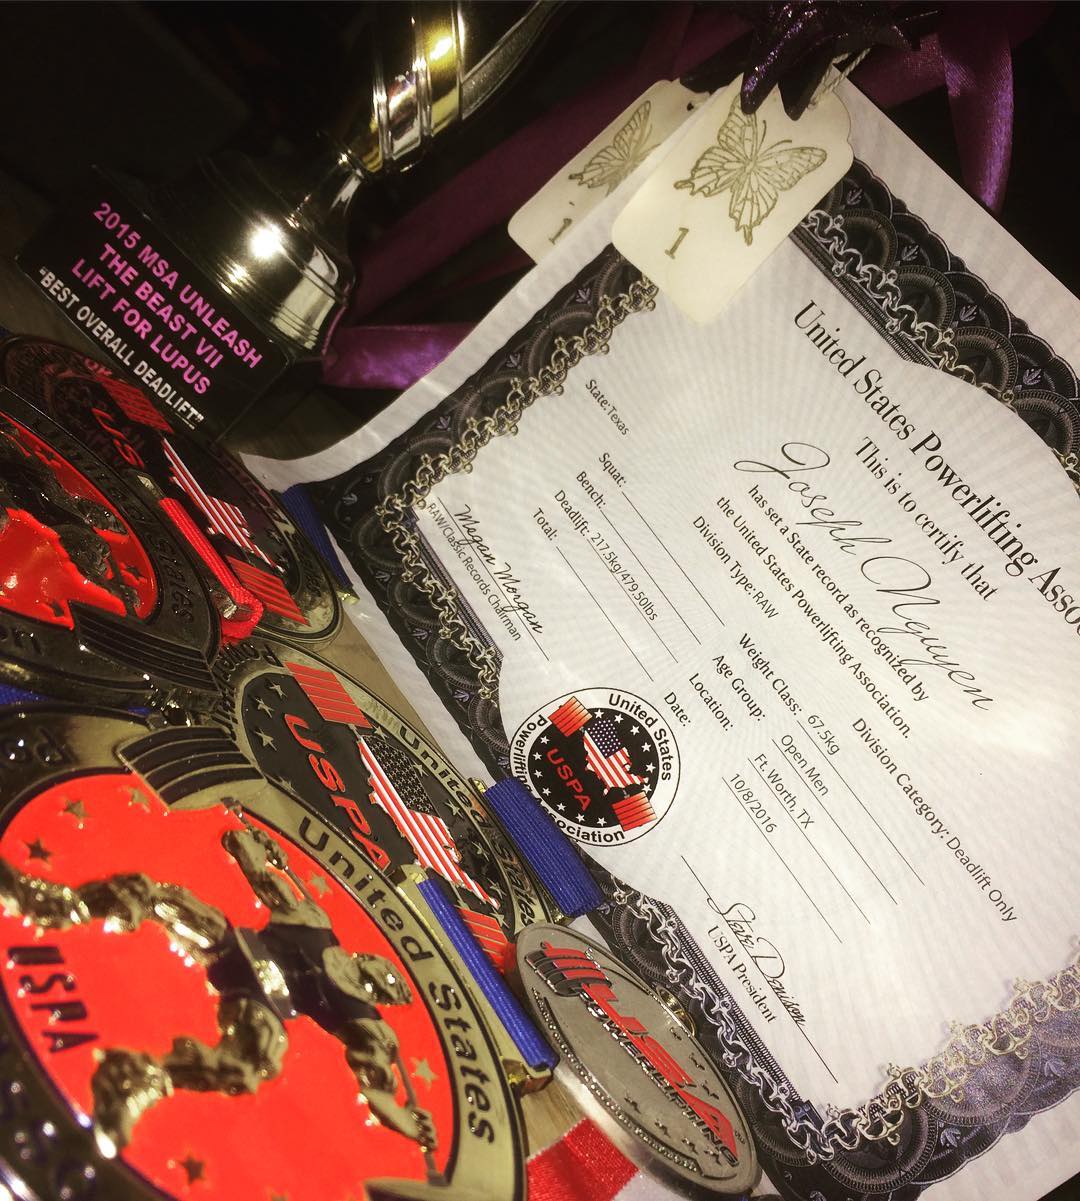 2015 MSA UNLEASH
THE BEAST VII
LIFT FOR LUPUS
"BEST OVERALL DEADLIFT"
1
1
United States Powerlifting Asso
This is to certify that
Joseph Nguyen
has set a State record as recognized by
the United States Powerlifting Association.
Division Type: RAW
Division Category: Deadlift Only
State: Texas
Weight Class: 67.5kg
Squat:
Age Group: Open Men
Bench:
Location: Ft. Worth, TX
Deadlift: 217.5kg/479.50lbs
Date: 10/8/2016
Total:
Megan Morgan
RAW/Classic Records Chairman
Steve Denison
USPA President
United States
Powerlifting Association
USPA
United States
USPA
United States
USPA
USPA
POWERLIFTING